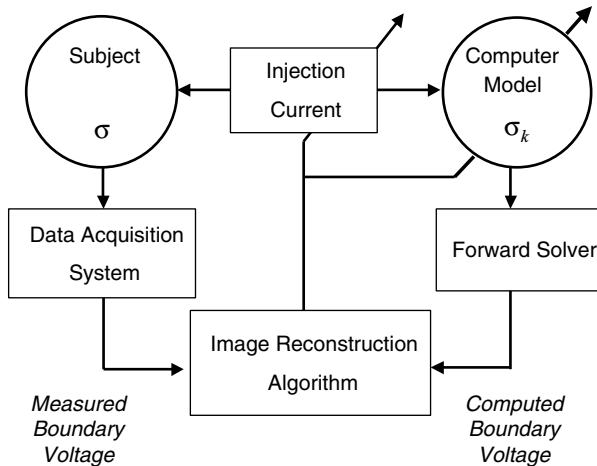 Subject
σ
Injection
Current
Computer
Model
σk
Data Acquisition
System
Forward Solver
Image Reconstruction
Algorithm
Measured
Boundary
Voltage
Computed
Boundary
Voltage